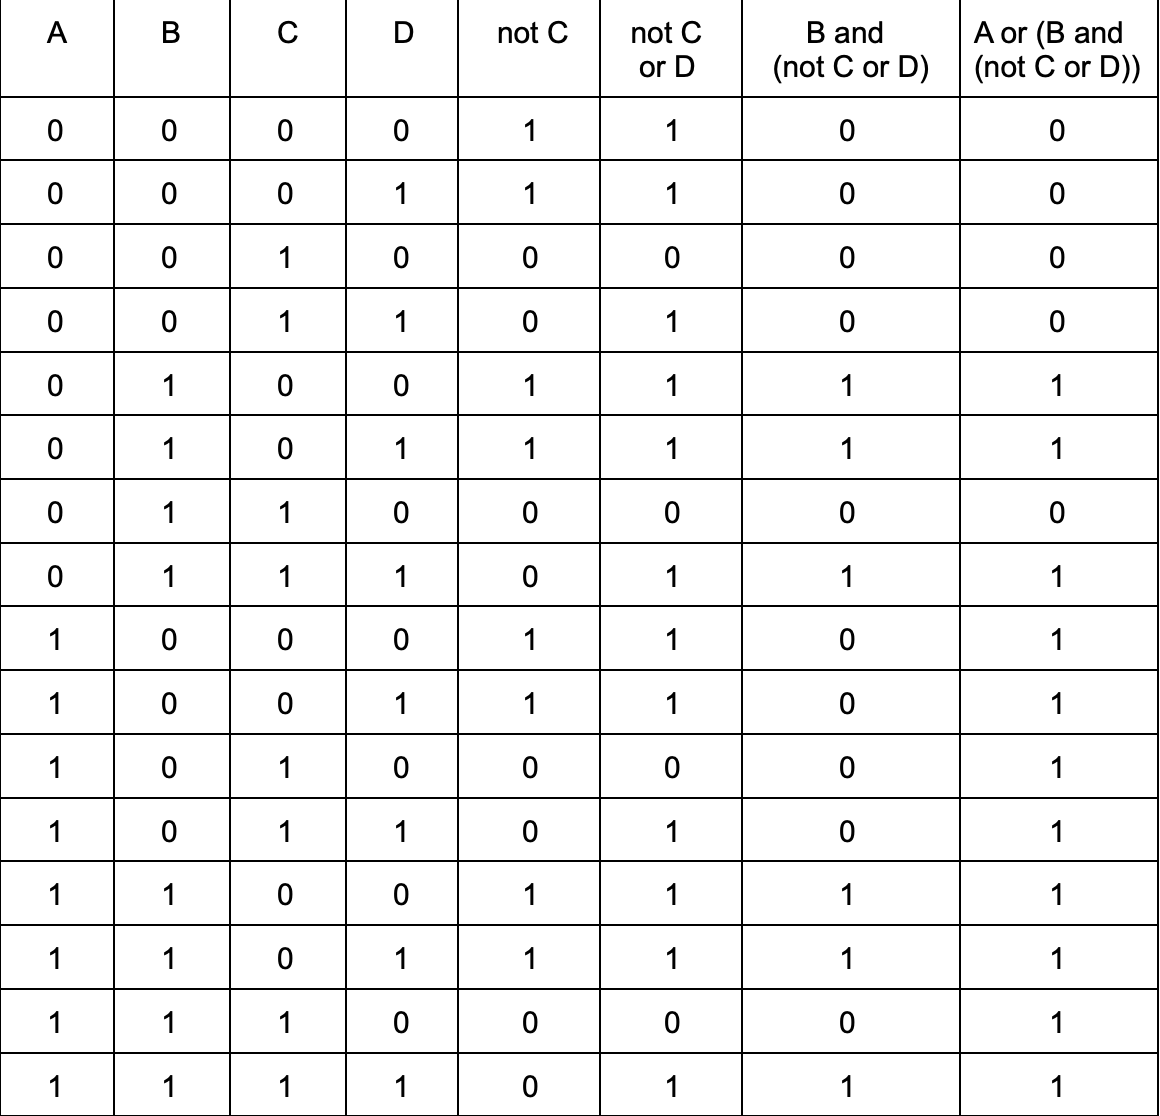 A B C D not C not C or D B and (not C or D) A or (B and (not C or D))
0 0 0 0 1 1 0 0
0 0 0 1 1 1 0 0
0 0 1 0 0 0 0 0
0 0 1 1 0 1 0 0
0 1 0 0 1 1 1 1
0 1 0 1 1 1 1 1
0 1 1 0 0 0 0 0
0 1 1 1 0 1 1 1
1 0 0 0 1 1 0 1
1 0 0 1 1 1 0 1
1 0 1 0 0 0 0 1
1 0 1 1 0 1 0 1
1 1 0 0 1 1 1 1
1 1 0 1 1 1 1 1
1 1 1 0 0 0 0 1
1 1 1 1 0 1 1 1